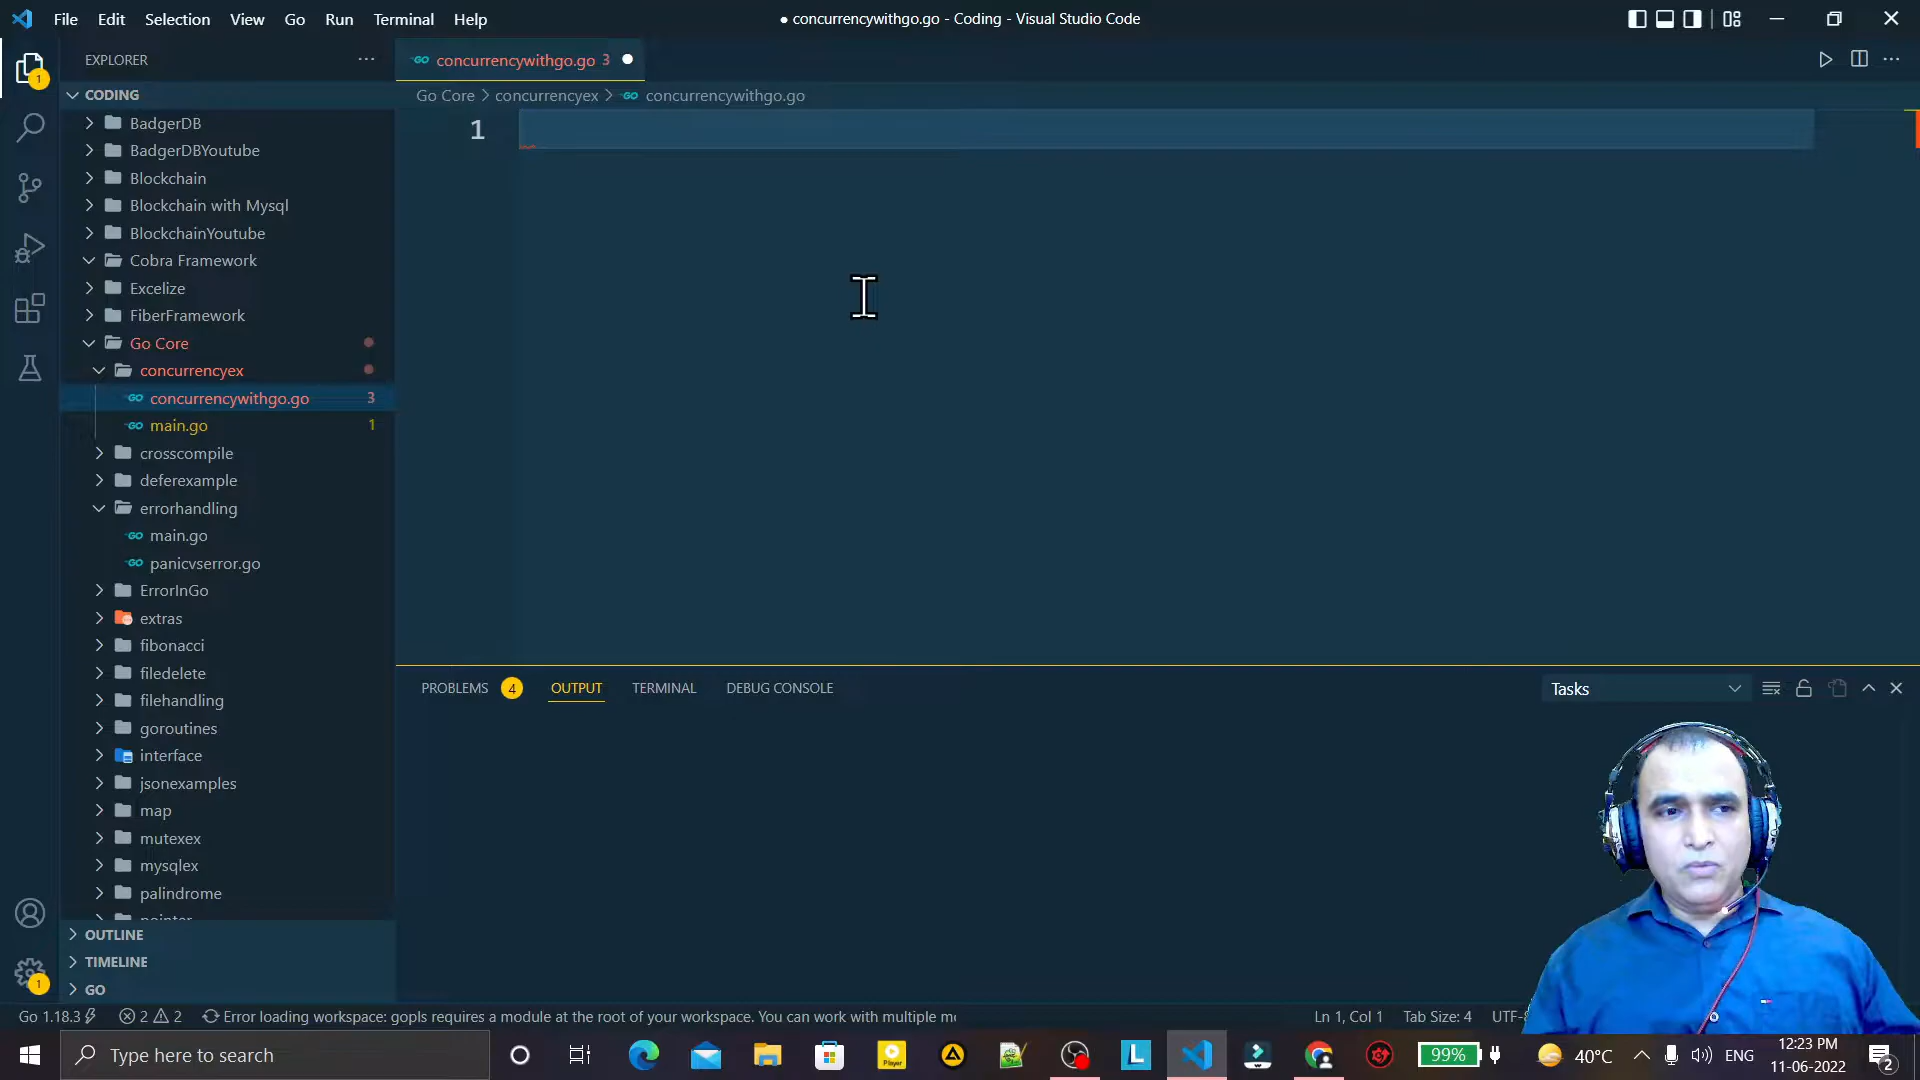 File Edit Selection View Go Run Terminal Help
● concurrencywithgo.go - Coding - Visual Studio Code
EXPLORER
CODING
BadgerDB
BadgerDBYoutube
Blockchain
Blockchain with Mysql
BlockchainYoutube
Cobra Framework
Excelize
FiberFramework
Go Core
concurrencyex
concurrencywithgo.go 3
main.go 1
crosscompile
deferexample
errorhandling
main.go
panicvserror.go
ErrorInGo
extras
fibonacci
filedelete
filehandling
goroutines
interface
jsonexamples
map
mutexex
mysqlex
palindrome
pointer
OUTLINE
TIMELINE
GO
1
1
concurrencywithgo.go 3
Go Core > concurrencyex > concurrencywithgo.go
1
PROBLEMS 4 OUTPUT TERMINAL DEBUG CONSOLE
Tasks
Go 1.18.3 2 2 Error loading workspace: gopls requires a module at the root of your workspace. You can work with multiple
Ln 1, Col 1 Tab Size: 4
Type here to search
Player
L
99%
40°C
ENG
12:23 PM
11-06-2022
2